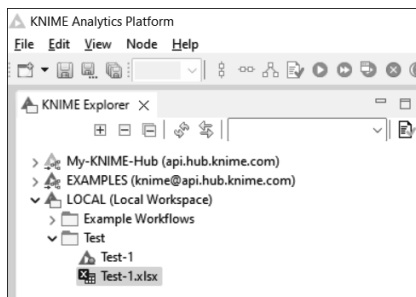 KNIME Analytics Platform
File Edit View Node Help
KNIME Explorer
My-KNIME-Hub (api.hub.knime.com)
EXAMPLES (knime@api.hub.knime.com)
LOCAL (Local Workspace)
Example Workflows
Test
Test-1
Test-1.xlsx